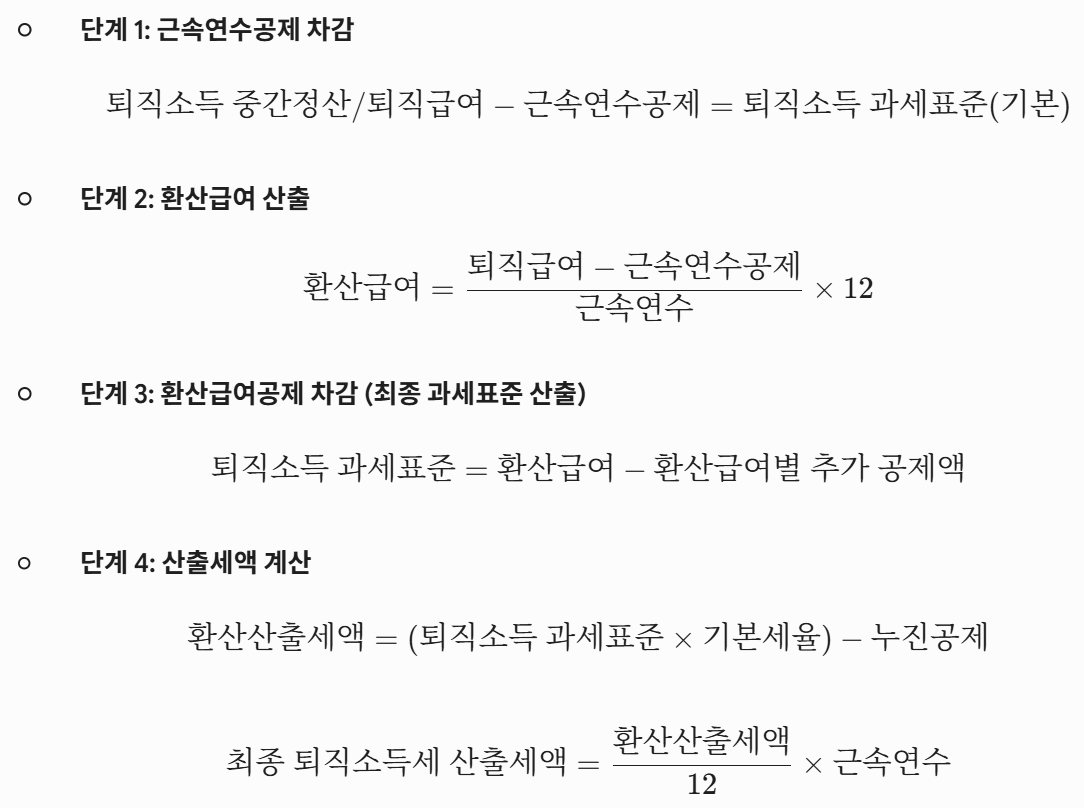 ○ 단계 1: 근속연수공제 차감
퇴직소득 중간정산/퇴직급여 − 근속연수공제 = 퇴직소득 과세표준(기본)
○ 단계 2: 환산급여 산출
환산급여 = (퇴직급여 − 근속연수공제) / 근속연수 × 12
○ 단계 3: 환산급여공제 차감 (최종 과세표준 산출)
퇴직소득 과세표준 = 환산급여 − 환산급여별 추가 공제액
○ 단계 4: 산출세액 계산
환산산출세액 = (퇴직소득 과세표준 × 기본세율) − 누진공제
최종 퇴직소득세 산출세액 = 환산산출세액 / 12 × 근속연수